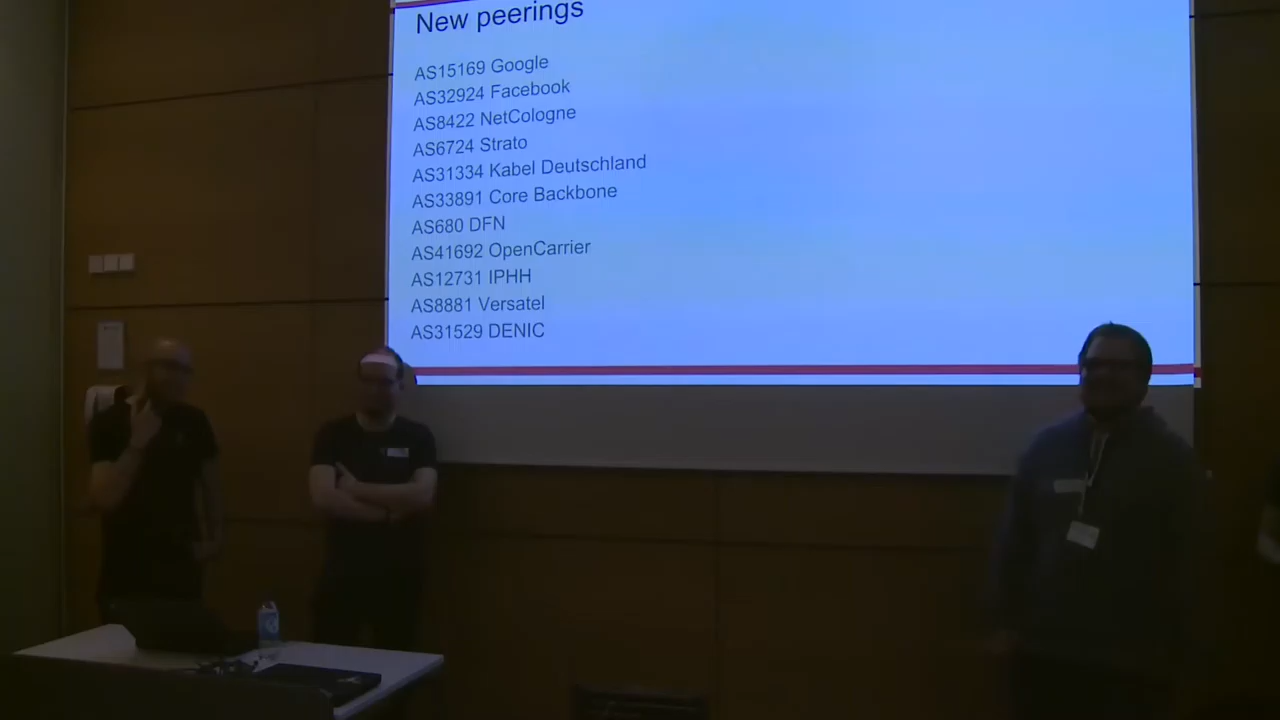 New peerings
AS15169 Google
AS32924 Facebook
AS8422 NetCologne
AS6724 Strato
AS31334 Kabel Deutschland
AS33891 Core Backbone
AS680 DFN
AS41692 OpenCarrier
AS12731 IPHH
AS8881 Versatel
AS31529 DENIC